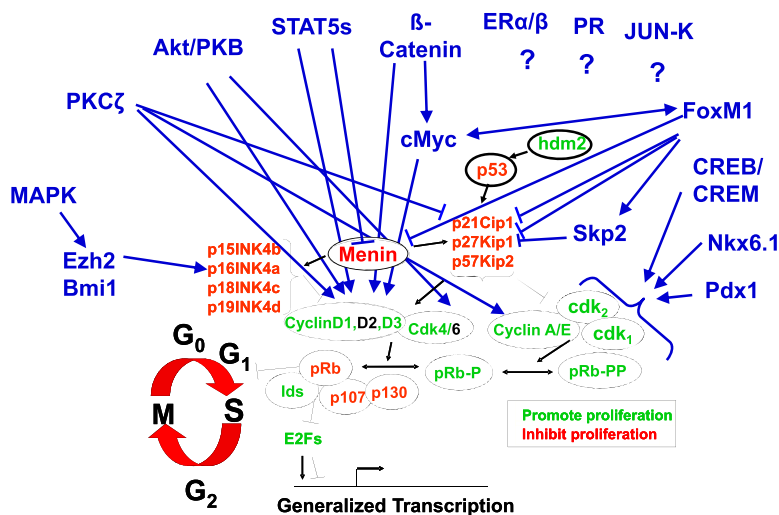 Akt/PKB
STAT5s
ß-
Catenin
ERα/β
PR
JUN-K
?
?
?
PKCζ
cMyc
FoxM1
hdm2
p53
CREB/
CREM
MAPK
p21Cip1
p27Kip1
p57Kip2
Skp2
Nkx6.1
Ezh2
Bmi1
p15INK4b
p16INK4a
p18INK4c
p19INK4d
Menin
Pdx1
CyclinD1,D2,D3
Cdk4/6
Cyclin A/E
cdk2
cdk1
G0
G1
M
S
G2
pRb
Ids
p107
p130
pRb-P
pRb-PP
E2Fs
Promote proliferation
Inhibit proliferation
Generalized Transcription